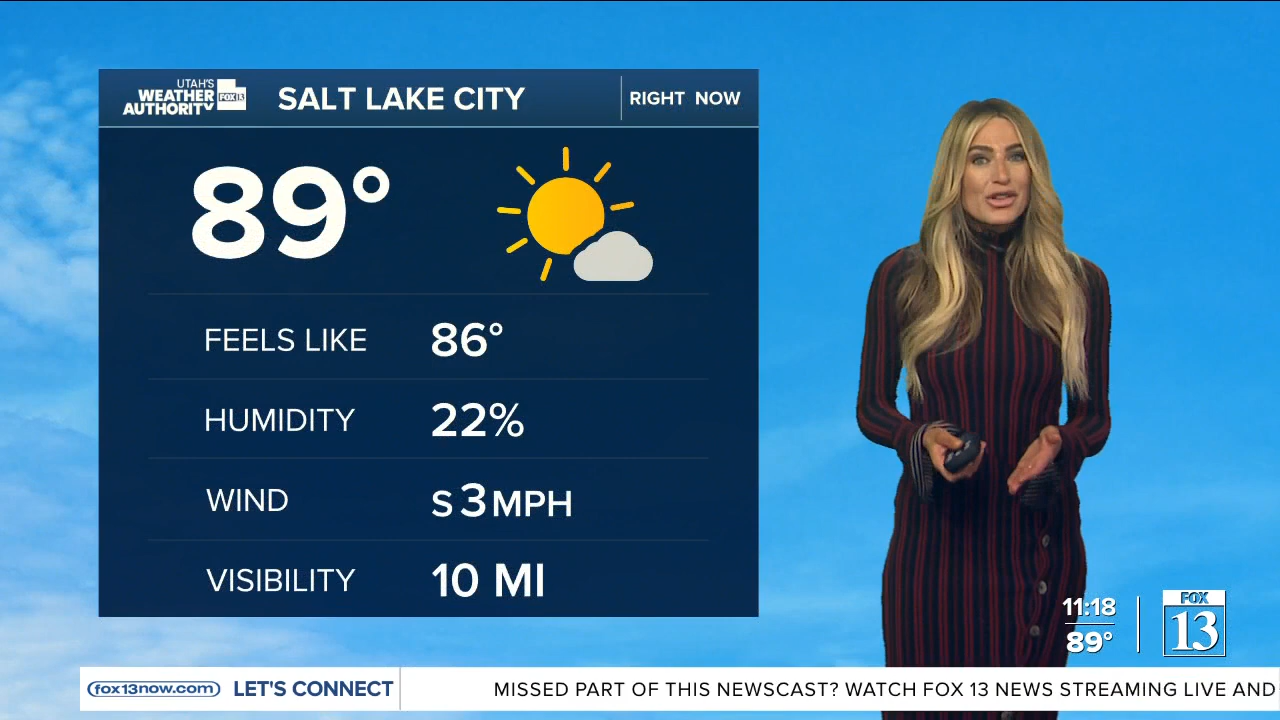 UTAH'S
WEATHER
AUTHORITY
FOX 13
SALT LAKE CITY
RIGHT NOW
89°
FEELS LIKE 86°
HUMIDITY 22%
WIND S 3 MPH
VISIBILITY 10 MI
11:18
89°
FOX
13
fox13now.com LET'S CONNECT MISSED PART OF THIS NEWSCAST? WATCH FOX 13 NEWS STREAMING LIVE AND